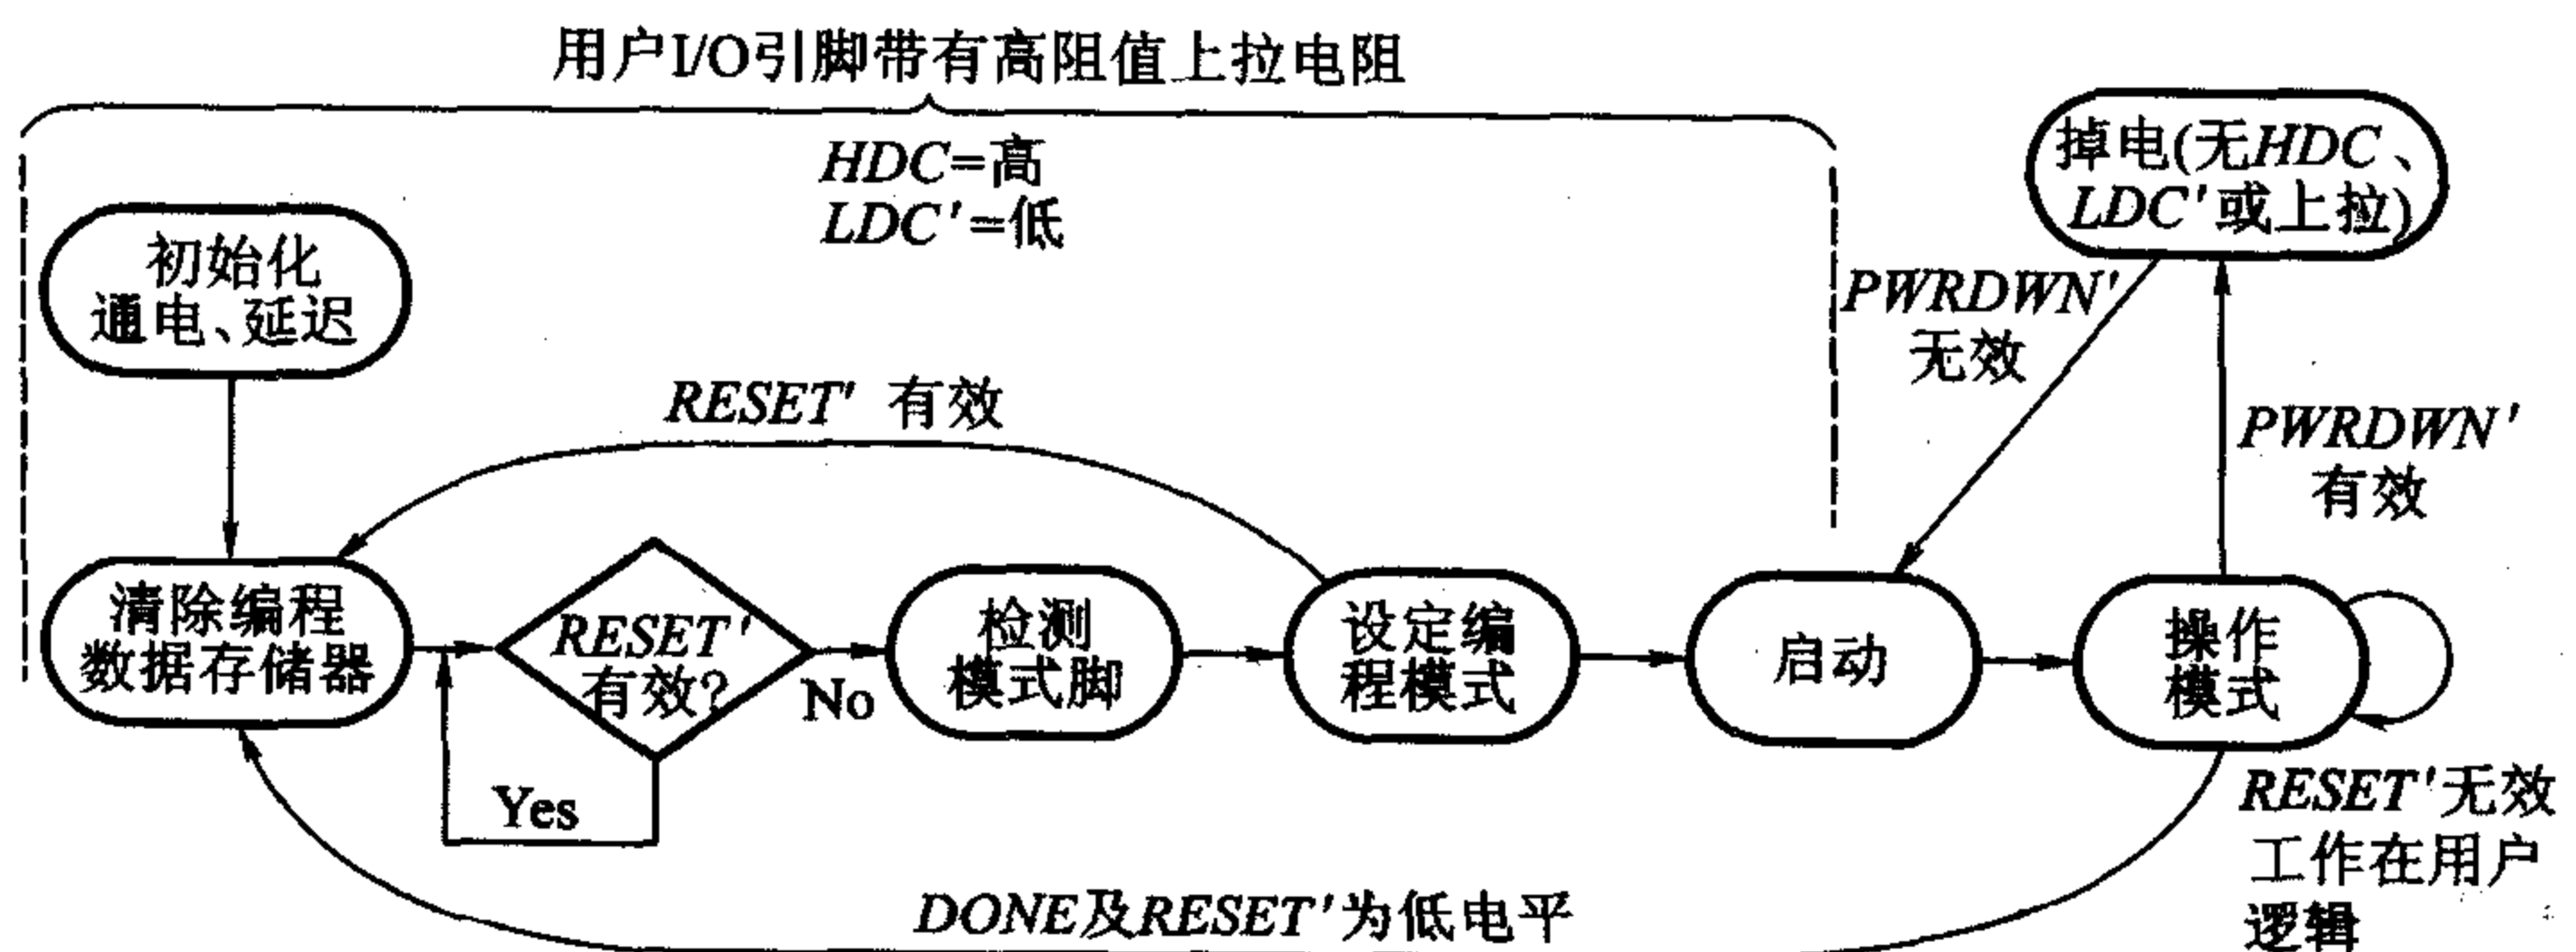 用户I/O引脚带有高阻值上拉电阻
HDC=高
LDC'=低
掉电(无HDC、
LDC'或上拉)
初始化
通电、延迟
PWRDWN'
无效
RESET' 有效
PWRDWN'
有效
清除编程
数据存储器
RESET'
有效?
No
Yes
检测
模式脚
设定编
程模式
启动
操作
模式
RESET'无效
工作在用户
逻辑
DONE及RESET'为低电平